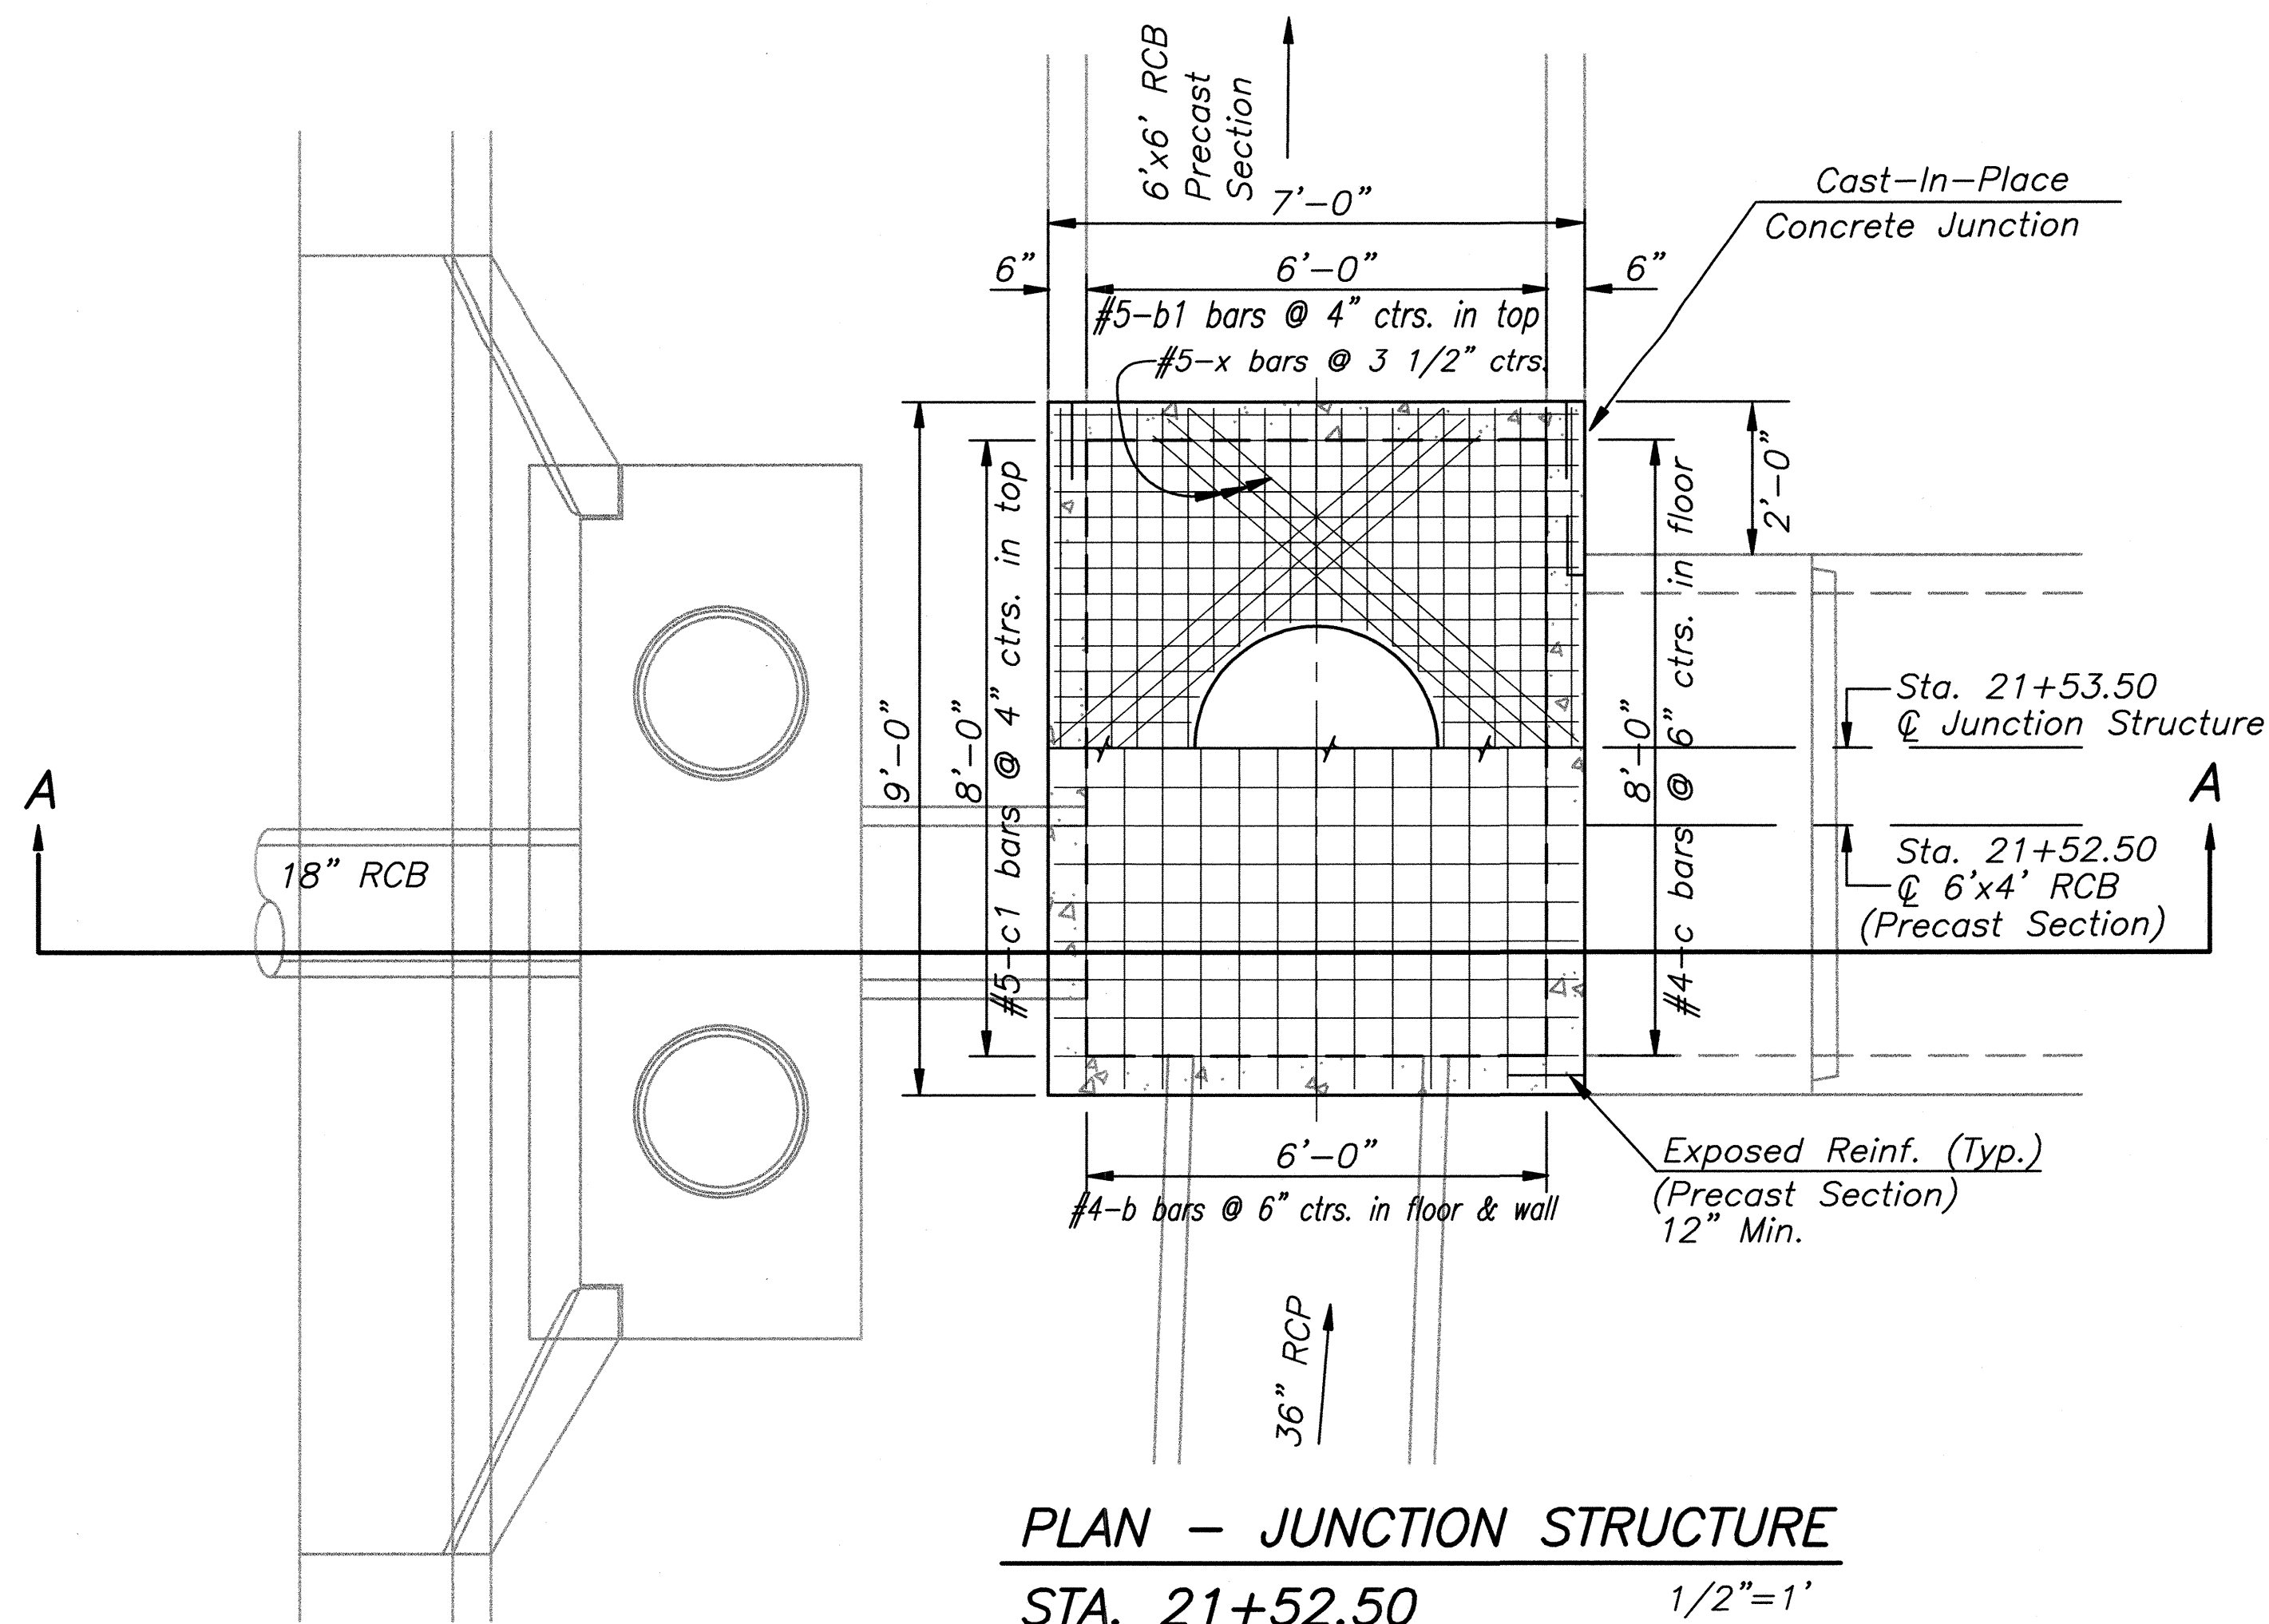 6'x6' RCB
Precast
Section
7'-0"
Cast-In-Place
Concrete Junction
6"
6'-0"
6"
#5-b1 bars @ 4" ctrs. in top
#5-x bars @ 3 1/2" ctrs.
2'-0"
9'-0"
8'-0"
#5-c1 bars @ 4" ctrs. in top
8'-0"
#4-c bars @ 6" ctrs. in floor
Sta. 21+53.50
℄ Junction Structure
A
A
18" RCB
Sta. 21+52.50
℄ 6'x4' RCB
(Precast Section)
6'-0"
#4-b bars @ 6" ctrs. in floor & wall
Exposed Reinf. (Typ.)
(Precast Section)
12" Min.
36" RCP
PLAN - JUNCTION STRUCTURE
STA. 21+52.50
1/2"=1'